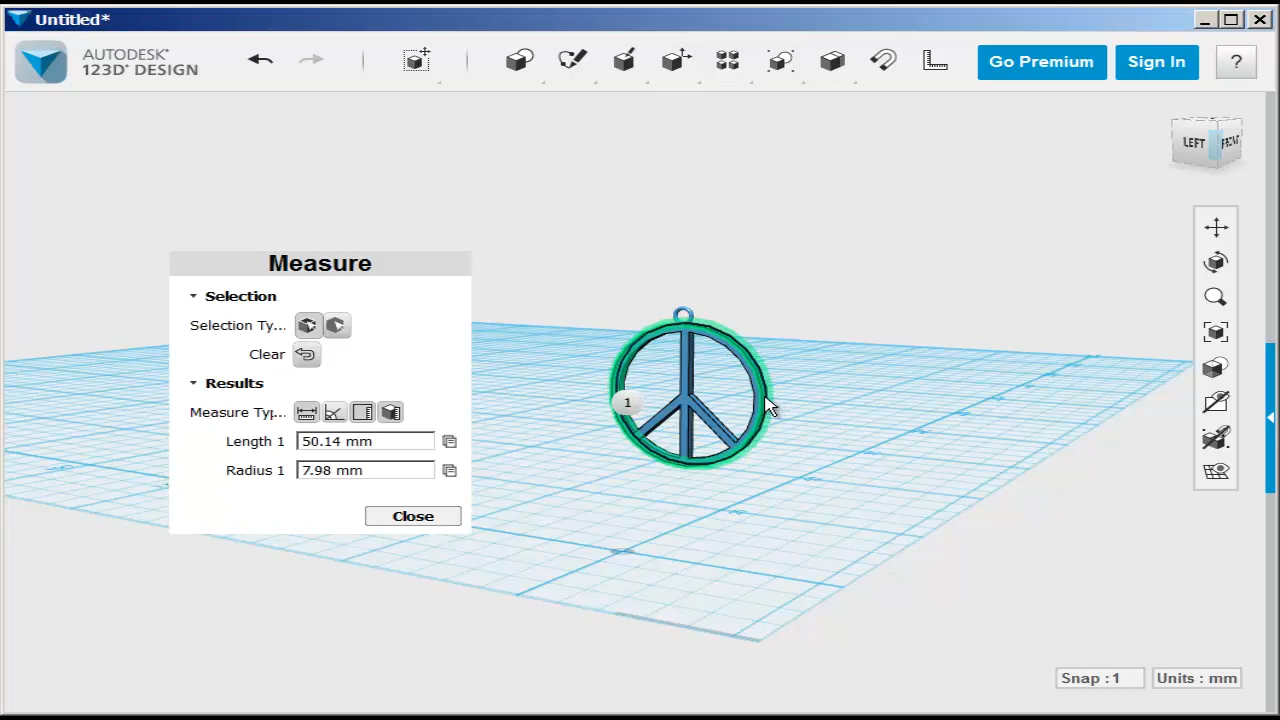 Untitled*
AUTODESK®
123D® DESIGN
Go Premium
Sign In
?
LEFT
FRONT
Measure
Selection
Selection Ty...
Clear
Results
Measure Typ...
Length 1
50.14 mm
Radius 1
7.98 mm
Close
1
Snap : 1
Units : mm